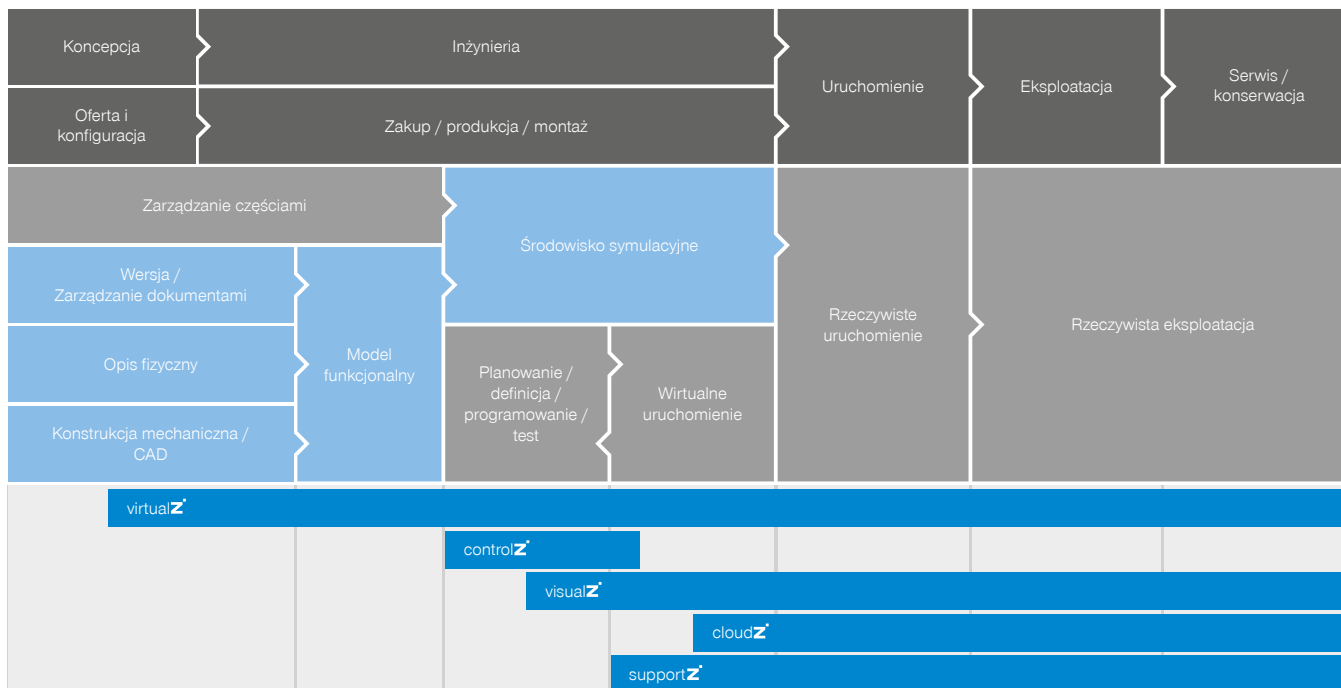 Koncepcja
Inżynieria
Uruchomienie
Eksploatacja
Serwis /
konserwacja
Oferta i
konfiguracja
Zakup / produkcja / montaż
Zarządzanie częściami
Środowisko symulacyjne
Wersja /
Zarządzanie dokumentami
Opis fizyczny
Konstrukcja mechaniczna /
CAD
Model
funkcjonalny
Planowanie /
definicja /
programowanie /
test
Wirtualne
uruchomienie
Rzeczywiste
uruchomienie
Rzeczywista eksploatacja
virtualz
controlz
visualz
cloudz
supportz